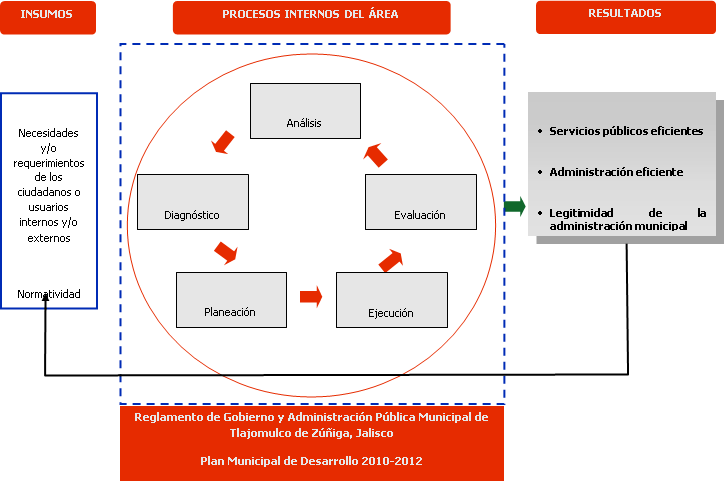 INSUMOS
PROCESOS INTERNOS DEL ÁREA
RESULTADOS
Necesidades
y/o
requerimientos
de los
ciudadanos o
usuarios
internos y/o
externos
Normatividad
Análisis
Diagnóstico
Evaluación
Planeación
Ejecución
• Servicios públicos eficientes
• Administración eficiente
• Legitimidad de la
administración municipal
Reglamento de Gobierno y Administración Pública Municipal de
Tlajomulco de Zúñiga, Jalisco
Plan Municipal de Desarrollo 2010-2012